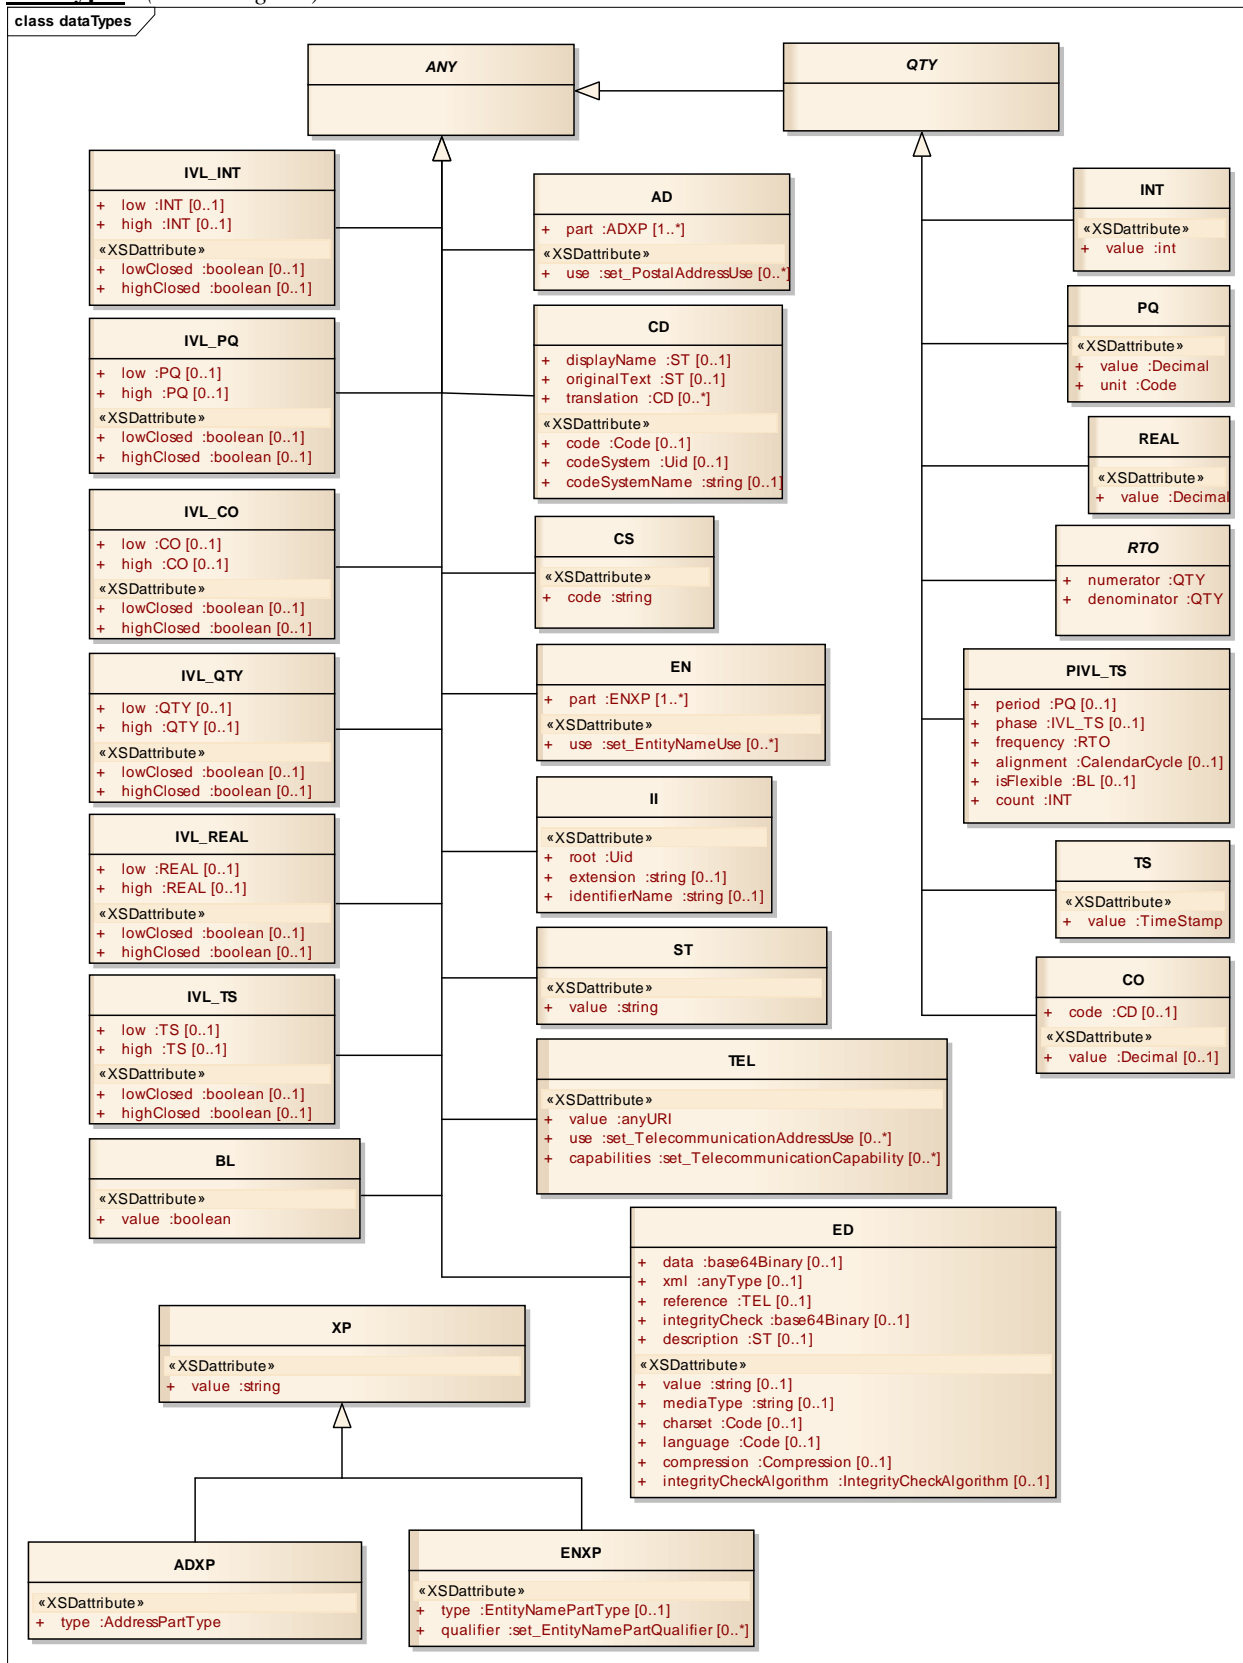 class dataTypes
ANY
QTY
IVL_INT
+ low :INT [0..1]
+ high :INT [0..1]
«XSDattribute»
+ lowClosed :boolean [0..1]
+ highClosed :boolean [0..1]
AD
+ part :ADXP [1..*]
«XSDattribute»
+ use :set_PostalAddressUse [0..*]
INT
«XSDattribute»
+ value :int
IVL_PQ
+ low :PQ [0..1]
+ high :PQ [0..1]
«XSDattribute»
+ lowClosed :boolean [0..1]
+ highClosed :boolean [0..1]
CD
+ displayName :ST [0..1]
+ originalText :ST [0..1]
+ translation :CD [0..*]
«XSDattribute»
+ code :Code [0..1]
+ codeSystem :Uid [0..1]
+ codeSystemName :string [0..1]
PQ
«XSDattribute»
+ value :Decimal
+ unit :Code
REAL
«XSDattribute»
+ value :Decimal
IVL_CO
+ low :CO [0..1]
+ high :CO [0..1]
«XSDattribute»
+ lowClosed :boolean [0..1]
+ highClosed :boolean [0..1]
CS
«XSDattribute»
+ code :string
RTO
+ numerator :QTY
+ denominator :QTY
IVL_QTY
+ low :QTY [0..1]
+ high :QTY [0..1]
«XSDattribute»
+ lowClosed :boolean [0..1]
+ highClosed :boolean [0..1]
EN
+ part :ENXP [1..*]
«XSDattribute»
+ use :set_EntityNameUse [0..*]
PIVL_TS
+ period :PQ [0..1]
+ phase :IVL_TS [0..1]
+ frequency :RTO
+ alignment :CalendarCycle [0..1]
+ isFlexible :BL [0..1]
+ count :INT
IVL_REAL
+ low :REAL [0..1]
+ high :REAL [0..1]
«XSDattribute»
+ lowClosed :boolean [0..1]
+ highClosed :boolean [0..1]
II
«XSDattribute»
+ root :Uid
+ extension :string [0..1]
+ identifierName :string [0..1]
TS
«XSDattribute»
+ value :TimeStamp
IVL_TS
+ low :TS [0..1]
+ high :TS [0..1]
«XSDattribute»
+ lowClosed :boolean [0..1]
+ highClosed :boolean [0..1]
ST
«XSDattribute»
+ value :string
CO
+ code :CD [0..1]
«XSDattribute»
+ value :Decimal [0..1]
TEL
«XSDattribute»
+ value :anyURI
+ use :set_TelecommunicationAddressUse [0..*]
+ capabilities :set_TelecommunicationCapability [0..*]
BL
«XSDattribute»
+ value :boolean
ED
+ data :base64Binary [0..1]
+ xml :anyType [0..1]
+ reference :TEL [0..1]
+ integrityCheck :base64Binary [0..1]
+ description :ST [0..1]
«XSDattribute»
+ value :string [0..1]
+ mediaType :string [0..1]
+ charset :Code [0..1]
+ language :Code [0..1]
+ compression :Compression [0..1]
+ integrityCheckAlgorithm :IntegrityCheckAlgorithm [0..1]
XP
«XSDattribute»
+ value :string
ADXP
«XSDattribute»
+ type :AddressPartType
ENXP
«XSDattribute»
+ type :EntityNamePartType [0..1]
+ qualifier :set_EntityNamePartQualifier [0..*]